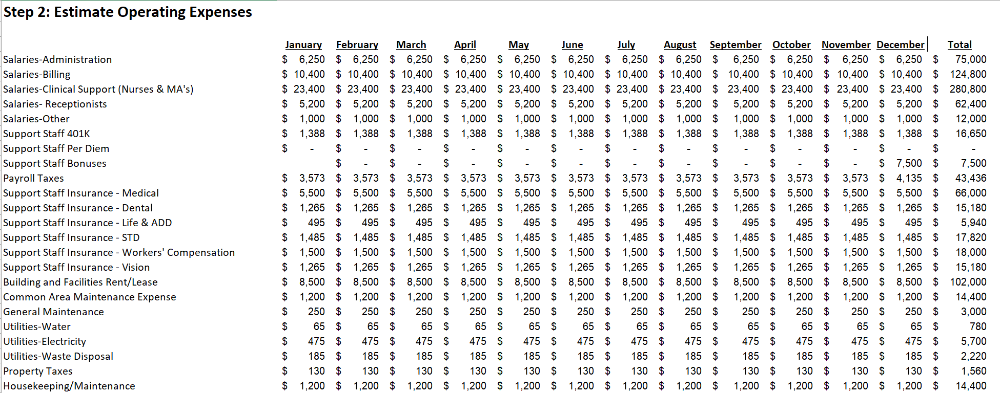 Step 2: Estimate Operating Expenses
January February March April May June July August September October November December Total
Salaries-Administration $ 6,250 $ 6,250 $ 6,250 $ 6,250 $ 6,250 $ 6,250 $ 6,250 $ 6,250 $ 6,250 $ 6,250 $ 6,250 $ 6,250 $ 75,000
Salaries-Billing $ 10,400 $ 10,400 $ 10,400 $ 10,400 $ 10,400 $ 10,400 $ 10,400 $ 10,400 $ 10,400 $ 10,400 $ 10,400 $ 10,400 $ 124,800
Salaries-Clinical Support (Nurses & MA's) $ 23,400 $ 23,400 $ 23,400 $ 23,400 $ 23,400 $ 23,400 $ 23,400 $ 23,400 $ 23,400 $ 23,400 $ 23,400 $ 23,400 $ 280,800
Salaries- Receptionists $ 5,200 $ 5,200 $ 5,200 $ 5,200 $ 5,200 $ 5,200 $ 5,200 $ 5,200 $ 5,200 $ 5,200 $ 5,200 $ 5,200 $ 62,400
Salaries-Other $ 1,000 $ 1,000 $ 1,000 $ 1,000 $ 1,000 $ 1,000 $ 1,000 $ 1,000 $ 1,000 $ 1,000 $ 1,000 $ 1,000 $ 12,000
Support Staff 401K $ 1,388 $ 1,388 $ 1,388 $ 1,388 $ 1,388 $ 1,388 $ 1,388 $ 1,388 $ 1,388 $ 1,388 $ 1,388 $ 1,388 $ 16,650
Support Staff Per Diem $ - $ - $ - $ - $ - $ - $ - $ - $ - $ - $ - $ - $ -
Support Staff Bonuses $ - $ - $ - $ - $ - $ - $ - $ - $ - $ - $ 7,500 $ 7,500
Payroll Taxes $ 3,573 $ 3,573 $ 3,573 $ 3,573 $ 3,573 $ 3,573 $ 3,573 $ 3,573 $ 3,573 $ 3,573 $ 3,573 $ 4,135 $ 43,436
Support Staff Insurance - Medical $ 5,500 $ 5,500 $ 5,500 $ 5,500 $ 5,500 $ 5,500 $ 5,500 $ 5,500 $ 5,500 $ 5,500 $ 5,500 $ 5,500 $ 66,000
Support Staff Insurance - Dental $ 1,265 $ 1,265 $ 1,265 $ 1,265 $ 1,265 $ 1,265 $ 1,265 $ 1,265 $ 1,265 $ 1,265 $ 1,265 $ 1,265 $ 15,180
Support Staff Insurance - Life & ADD $ 495 $ 495 $ 495 $ 495 $ 495 $ 495 $ 495 $ 495 $ 495 $ 495 $ 495 $ 495 $ 5,940
Support Staff Insurance - STD $ 1,485 $ 1,485 $ 1,485 $ 1,485 $ 1,485 $ 1,485 $ 1,485 $ 1,485 $ 1,485 $ 1,485 $ 1,485 $ 1,485 $ 17,820
Support Staff Insurance - Workers' Compensation $ 1,500 $ 1,500 $ 1,500 $ 1,500 $ 1,500 $ 1,500 $ 1,500 $ 1,500 $ 1,500 $ 1,500 $ 1,500 $ 1,500 $ 18,000
Support Staff Insurance - Vision $ 1,265 $ 1,265 $ 1,265 $ 1,265 $ 1,265 $ 1,265 $ 1,265 $ 1,265 $ 1,265 $ 1,265 $ 1,265 $ 1,265 $ 15,180
Building and Facilities Rent/Lease $ 8,500 $ 8,500 $ 8,500 $ 8,500 $ 8,500 $ 8,500 $ 8,500 $ 8,500 $ 8,500 $ 8,500 $ 8,500 $ 8,500 $ 102,000
Common Area Maintenance Expense $ 1,200 $ 1,200 $ 1,200 $ 1,200 $ 1,200 $ 1,200 $ 1,200 $ 1,200 $ 1,200 $ 1,200 $ 1,200 $ 1,200 $ 14,400
General Maintenance $ 250 $ 250 $ 250 $ 250 $ 250 $ 250 $ 250 $ 250 $ 250 $ 250 $ 250 $ 250 $ 3,000
Utilities-Water $ 65 $ 65 $ 65 $ 65 $ 65 $ 65 $ 65 $ 65 $ 65 $ 65 $ 65 $ 65 $ 780
Utilities-Electricity $ 475 $ 475 $ 475 $ 475 $ 475 $ 475 $ 475 $ 475 $ 475 $ 475 $ 475 $ 475 $ 5,700
Utilities-Waste Disposal $ 185 $ 185 $ 185 $ 185 $ 185 $ 185 $ 185 $ 185 $ 185 $ 185 $ 185 $ 185 $ 2,220
Property Taxes $ 130 $ 130 $ 130 $ 130 $ 130 $ 130 $ 130 $ 130 $ 130 $ 130 $ 130 $ 130 $ 1,560
Housekeeping/Maintenance $ 1,200 $ 1,200 $ 1,200 $ 1,200 $ 1,200 $ 1,200 $ 1,200 $ 1,200 $ 1,200 $ 1,200 $ 1,200 $ 1,200 $ 14,400